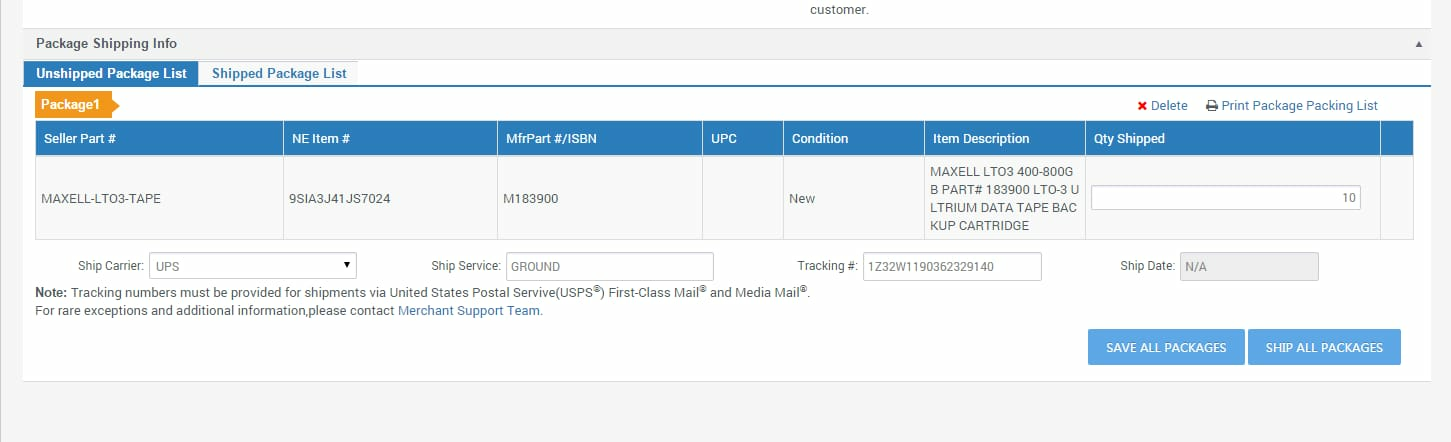 customer.
Package Shipping Info
Unshipped Package List Shipped Package List
Package1 Delete Print Package Packing List
Seller Part # NE Item # MfrPart #/ISBN UPC Condition Item Description Qty Shipped
MAXELL-LTO3-TAPE 9SIA3J41JS7024 M183900 New
MAXELL LTO3 400-800G
B PART# 183900 LTO-3 U
LTRIUM DATA TAPE BAC
KUP CARTRIDGE
10
Ship Carrier: UPS Ship Service: GROUND Tracking #: 1Z32W1190362329140 Ship Date: N/A
Note: Tracking numbers must be provided for shipments via United States Postal Servive(USPS®) First-Class Mail® and Media Mail®.
For rare exceptions and additional information,please contact Merchant Support Team.
SAVE ALL PACKAGES SHIP ALL PACKAGES